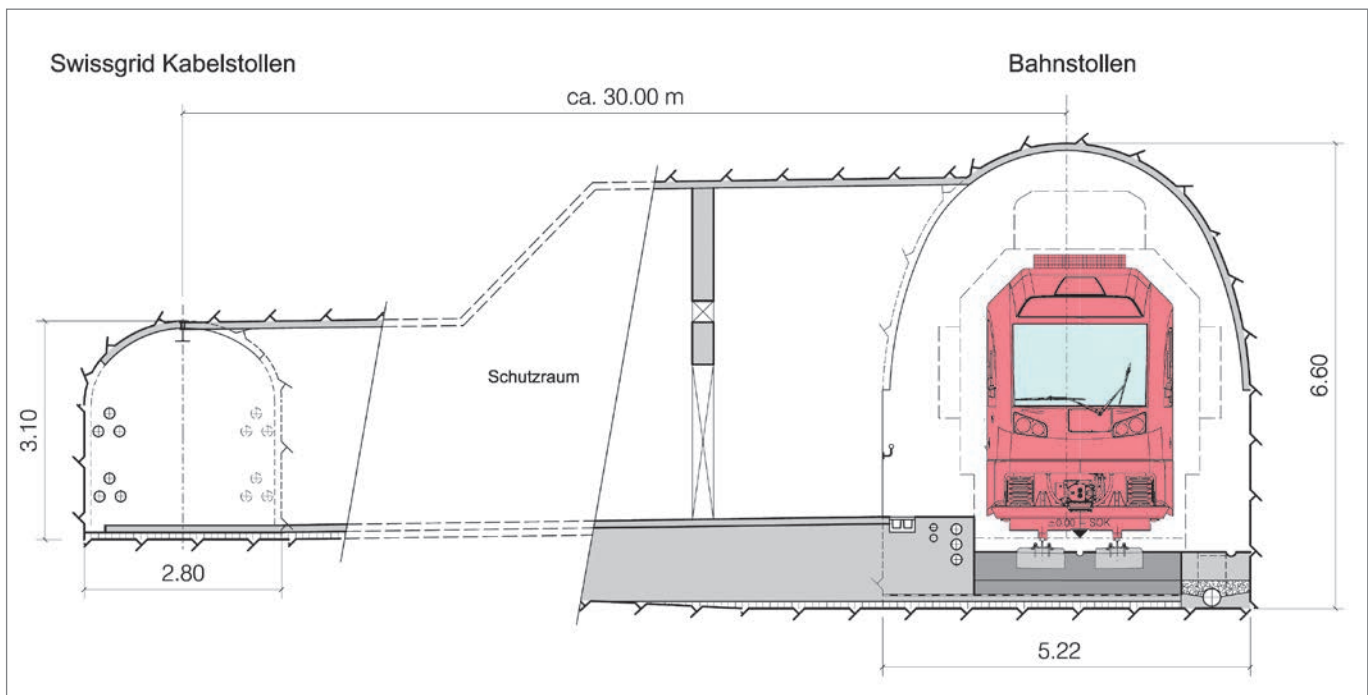 Swissgrid Kabelstollen
Bahnstollen
ca. 30.00 m
Schutzraum
3.10
6.60
±0.00 = SOK
2.80
5.22